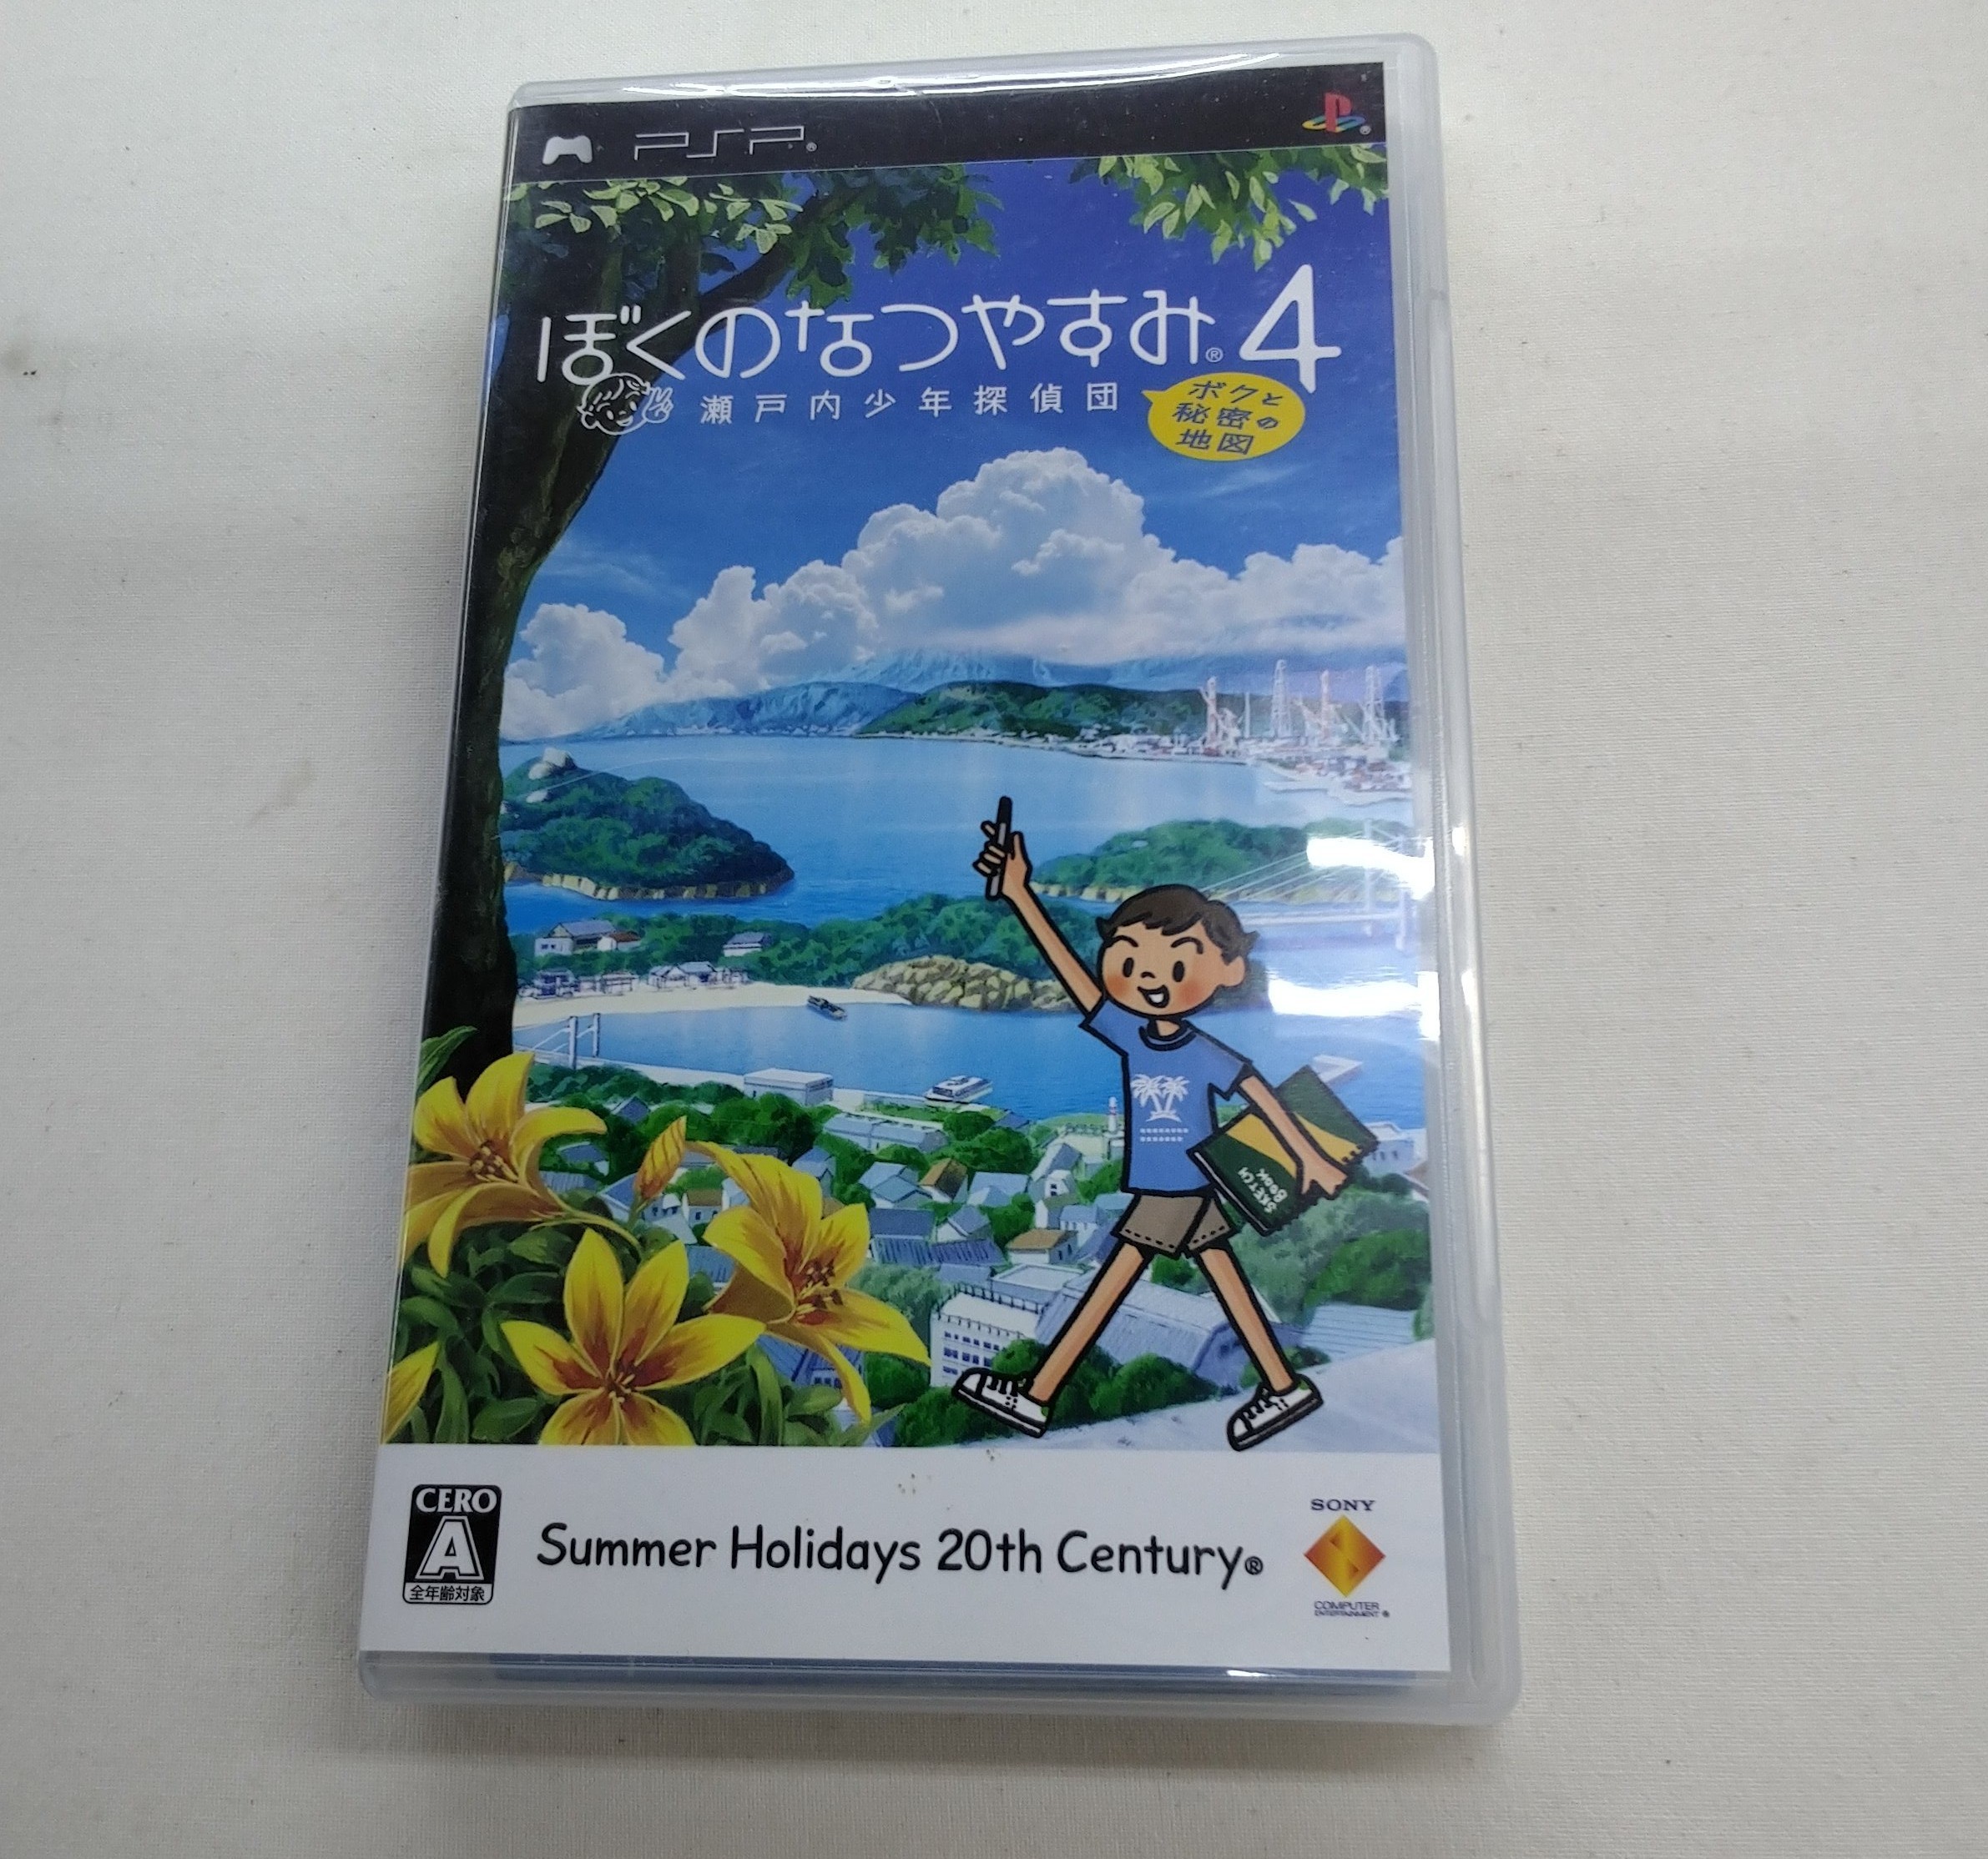 PSP®
ぼくのなつやすみ®4
瀬戸内少年探偵団
ボクと
秘密の
地図
SKETCH
BOOK
CERO
A
全年齢対象
Summer Holidays 20th Century®
SONY
COMPUTER
ENTERTAINMENT®